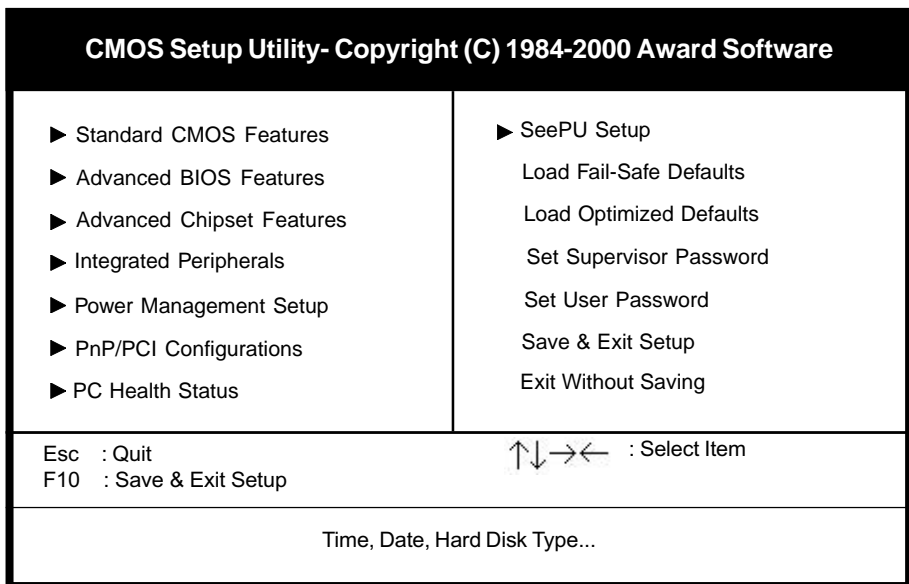 CMOS Setup Utility- Copyright (C) 1984-2000 Award Software
▶ Standard CMOS Features
▶ Advanced BIOS Features
▶ Advanced Chipset Features
▶ Integrated Peripherals
▶ Power Management Setup
▶ PnP/PCI Configurations
▶ PC Health Status
▶ SeePU Setup
Load Fail-Safe Defaults
Load Optimized Defaults
Set Supervisor Password
Set User Password
Save & Exit Setup
Exit Without Saving
Esc : Quit
F10 : Save & Exit Setup
↑↓→← : Select Item
Time, Date, Hard Disk Type...